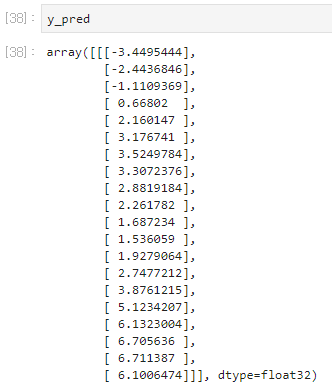 [38]: y_pred
[38]: array([[[-3.4495444],
[-2.4436846],
[-1.1109369],
[ 0.66802  ],
[ 2.160147 ],
[ 3.176741 ],
[ 3.5249784],
[ 3.3072376],
[ 2.8819184],
[ 2.261782 ],
[ 1.687234 ],
[ 1.536059 ],
[ 1.9279064],
[ 2.7477212],
[ 3.8761215],
[ 5.1234207],
[ 6.1323004],
[ 6.705636 ],
[ 6.711387 ],
[ 6.1006474]]], dtype=float32)